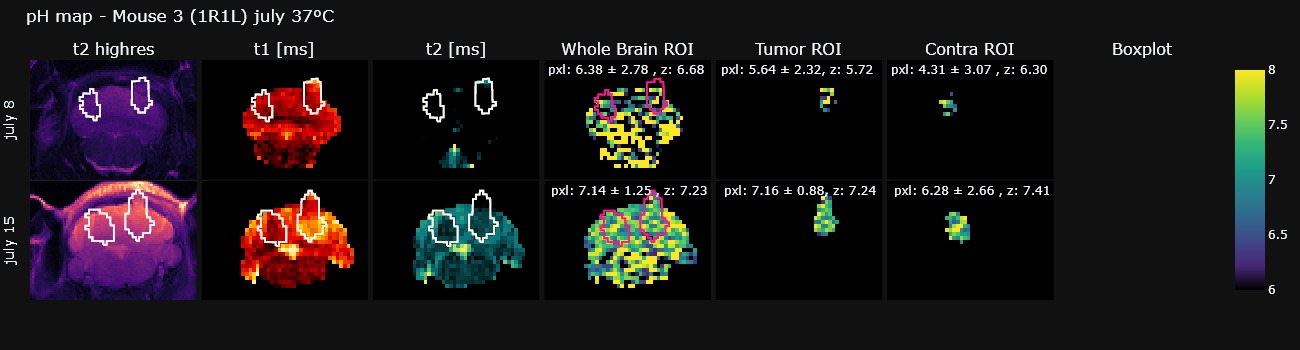 pH map - Mouse 3 (1R1L) july 37ºC
t2 highres t1 [ms] t2 [ms] Whole Brain ROI Tumor ROI Contra ROI Boxplot
july 8
pxl: 6.38 ± 2.78 , z: 6.68 pxl: 5.64 ± 2.32, z: 5.72 pxl: 4.31 ± 3.07 , z: 6.30
july 15
pxl: 7.14 ± 1.25 , z: 7.23 pxl: 7.16 ± 0.88, z: 7.24 pxl: 6.28 ± 2.66 , z: 7.41
8
7.5
7
6.5
6